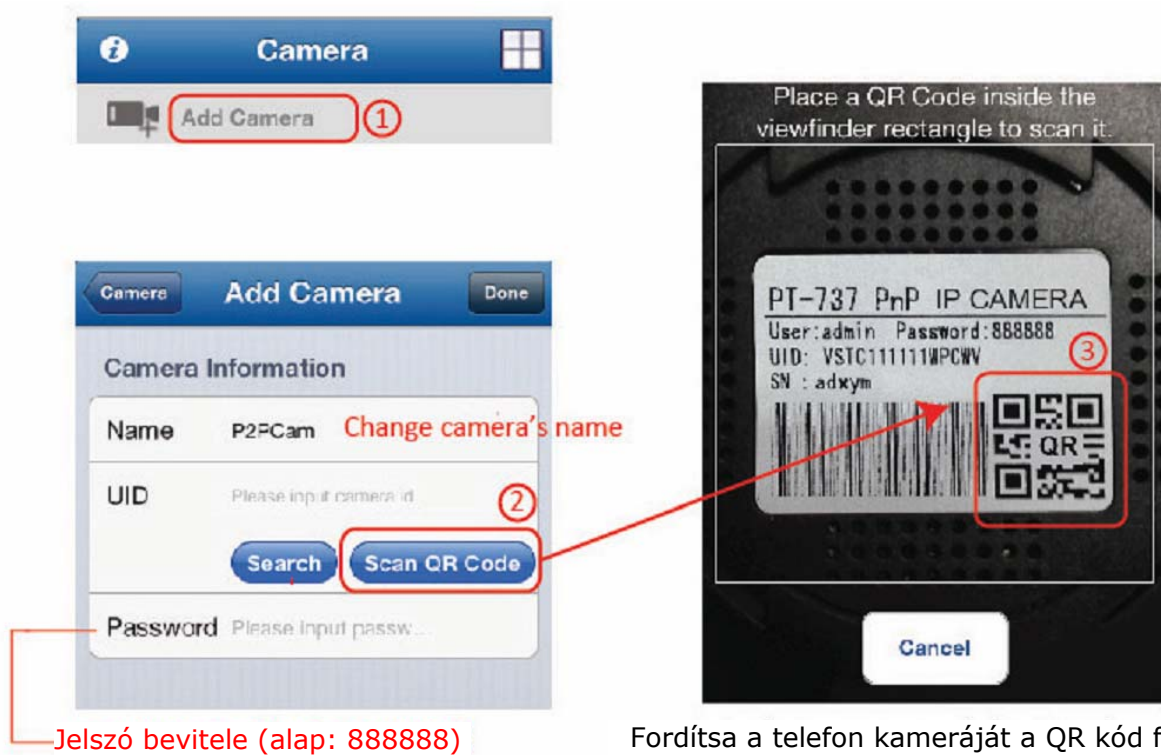 Camera
Add Camera ①
Camera Add Camera Done
Camera Information
Name P2PCam Change camera's name
UID Please input camera id
②
Search Scan QR Code
Password Please input passw...
Jelszó bevitele (alap: 888888)
Place a QR Code inside the
viewfinder rectangle to scan it.
PT-737 PnP IP CAMERA
User:admin Password:888888
UID: VSTC111111WPCWV
③
SN : adxym
QR
Cancel
Fordítsa a telefon kameráját a QR kód f